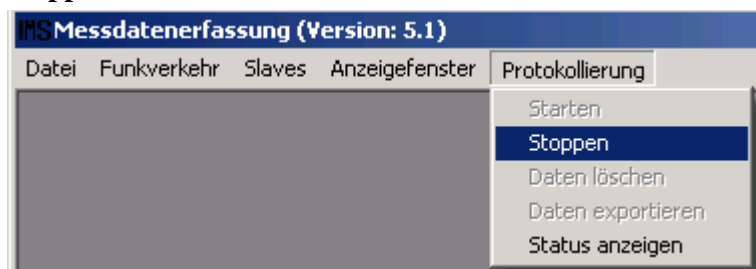 IMS Messdatenerfassung (Version: 5.1)
Datei Funkverkehr Slaves Anzeigefenster Protokollierung
Starten
Stoppen
Daten löschen
Daten exportieren
Status anzeigen